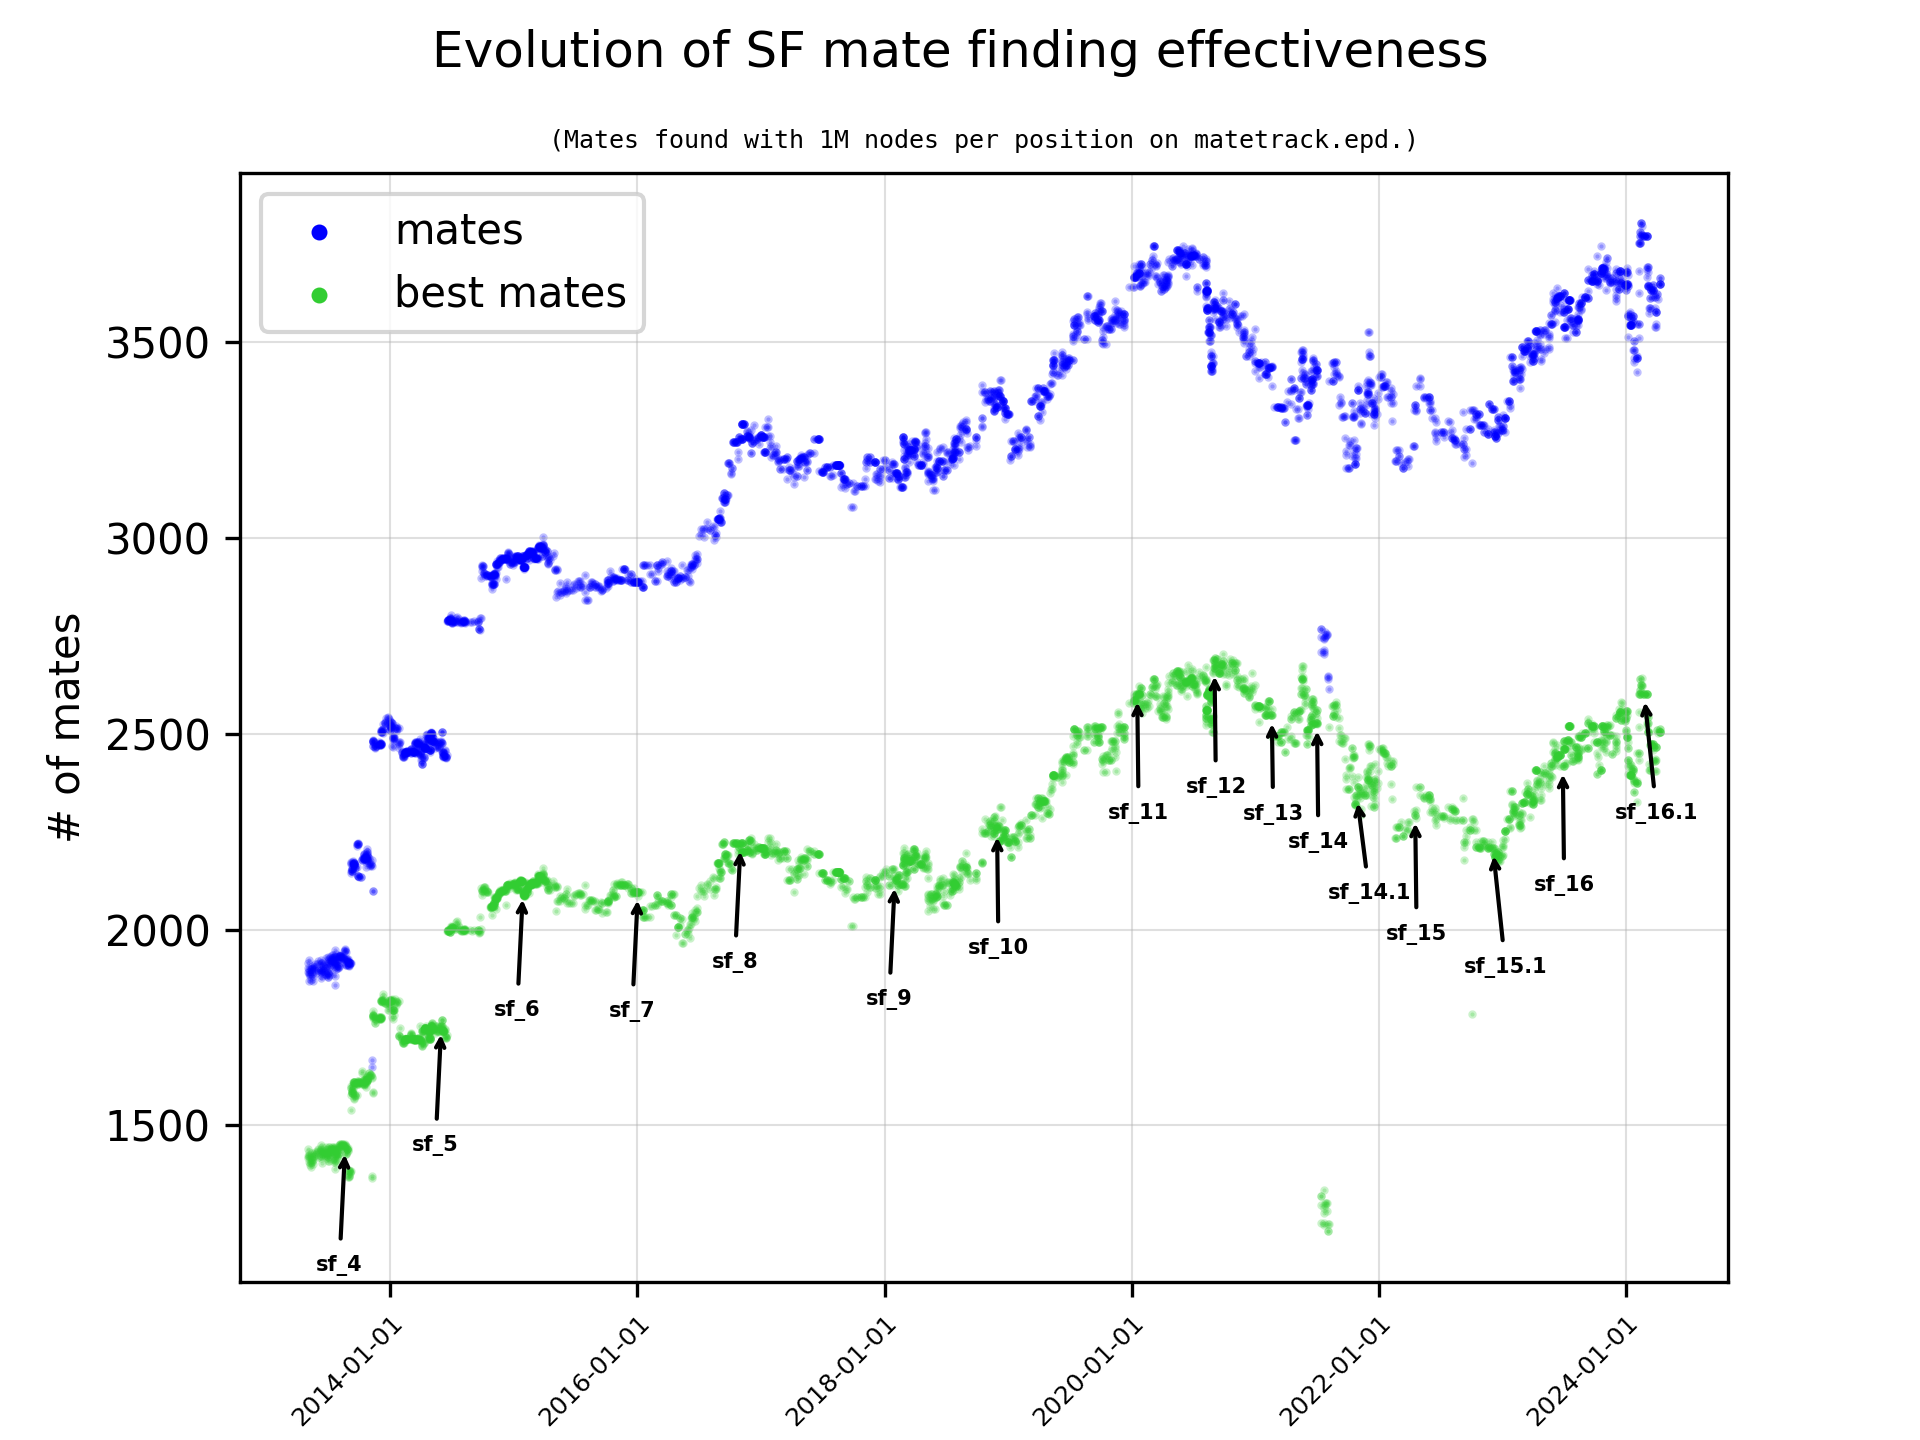 Evolution of SF mate finding effectiveness
(Mates found with 1M nodes per position on matetrack.epd.)
mates
best mates
# of mates
3500
3000
2500
2000
1500
sf_4
sf_5
sf_6
sf_7
sf_8
sf_9
sf_10
sf_11
sf_12
sf_13
sf_14
sf_14.1
sf_15
sf_15.1
sf_16
sf_16.1
2014-01-01
2016-01-01
2018-01-01
2020-01-01
2022-01-01
2024-01-01